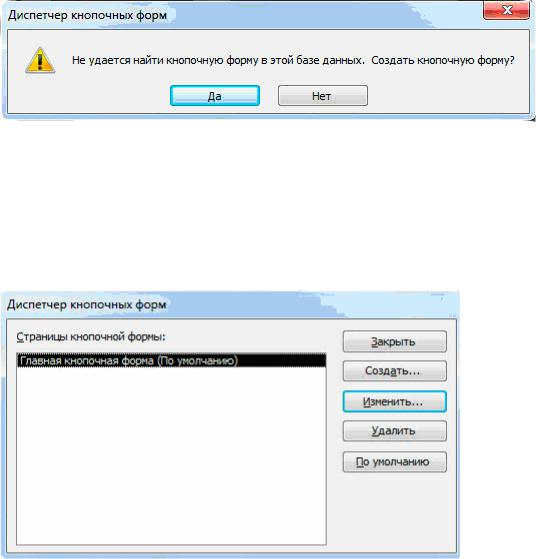 Диспетчер кнопочных форм
Не удается найти кнопочную форму в этой базе данных. Создать кнопочную форму?
Да
Нет
Диспетчер кнопочных форм
Страницы кнопочной формы:
Главная кнопочная форма (По умолчанию)
Закрыть
Создать...
Изменить...
Удалить
По умолчанию